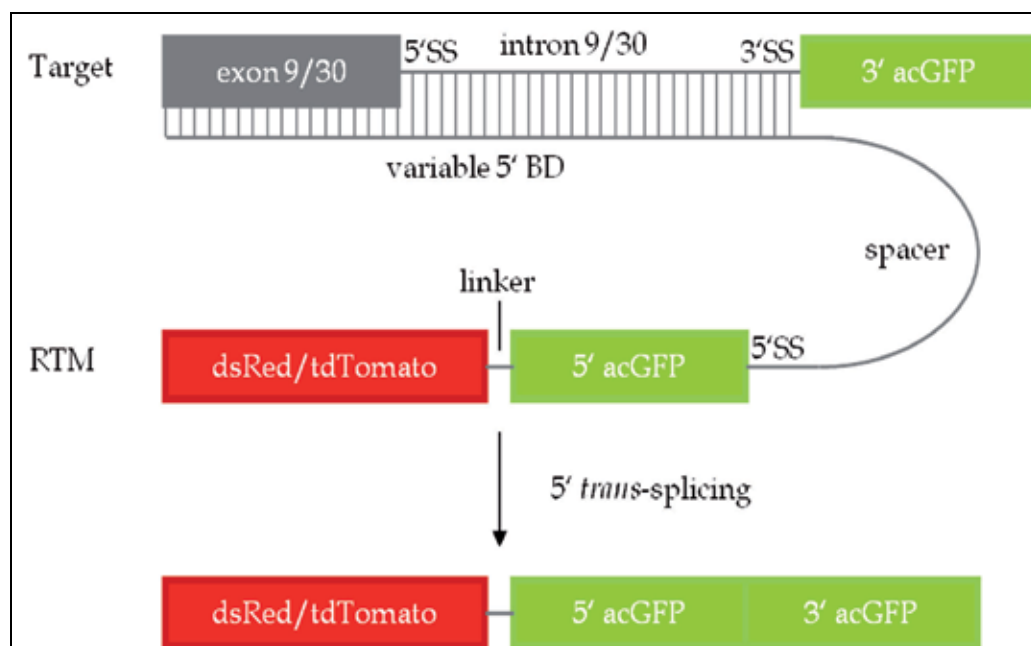 Target
exon 9/30
5'SS
intron 9/30
3'SS
3' acGFP
variable 5' BD
spacer
linker
RTM
dsRed/tdTomato
5' acGFP
5'SS
5' trans-splicing
dsRed/tdTomato
5' acGFP
3' acGFP